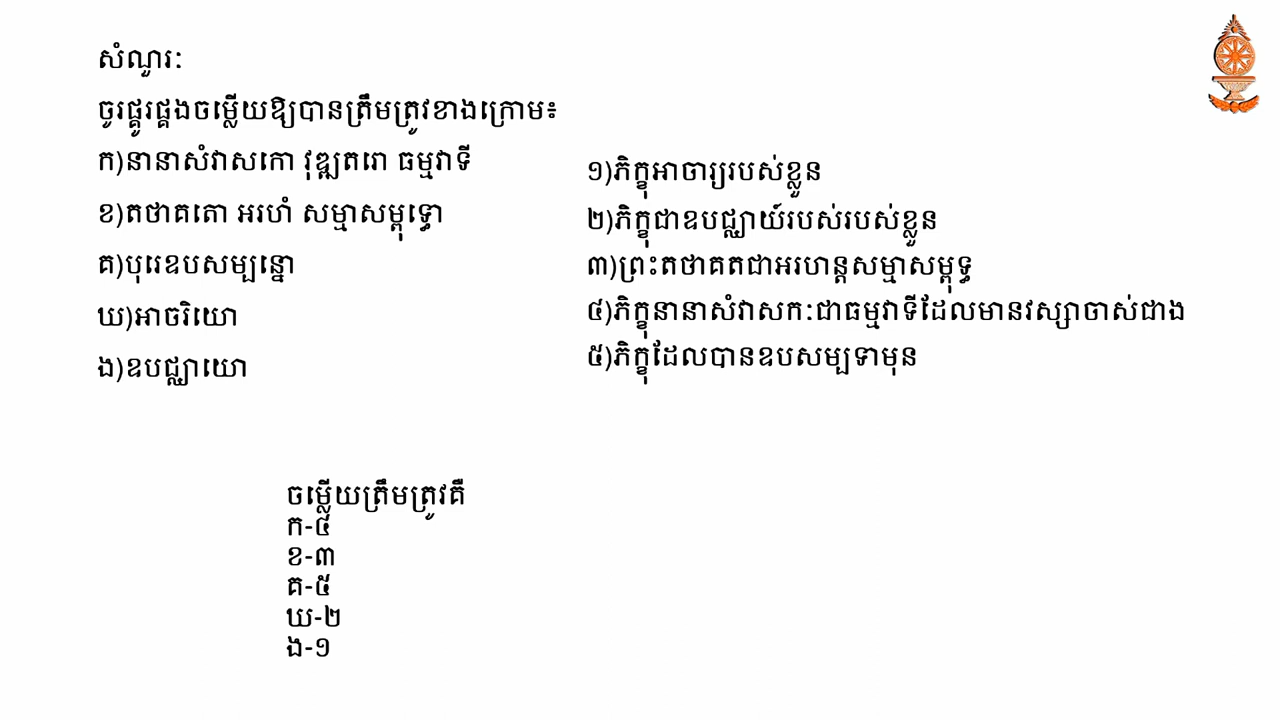 សំណួរៈ
ចូរផ្គូរផ្គងចម្លើយឱ្យបានត្រឹមត្រូវខាងក្រោម៖
ក)នានាសំវាសកោ វុឌ្ឍតរោ ធម្មវាទី
ខ)តថាគតោ អរហំ សម្មាសម្ពុទ្ធោ
គ)បុរេឧបសម្បន្នោ
ឃ)អាចរិយោ
ង)ឧបជ្ឈាយោ
១)ភិក្ខុអាចារ្យរបស់ខ្លួន
២)ភិក្ខុជាឧបជ្ឈាយ៍របស់របស់ខ្លួន
៣)ព្រះតថាគតជាអរហន្តសម្មាសម្ពុទ្ធ
៤)ភិក្ខុនានាសំវាសកៈជាធម្មវាទីដែលមានវស្សាចាស់ជាង
៥)ភិក្ខុដែលបានឧបសម្បទាមុន
ចម្លើយត្រឹមត្រូវគឺ
ក-៤
ខ-៣
គ-៥
ឃ-២
ង-១